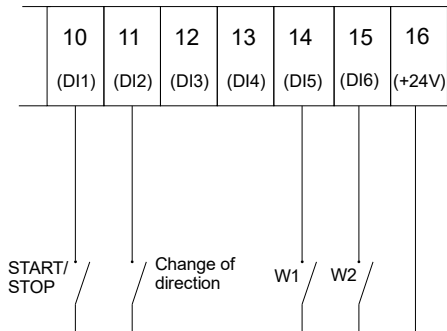 10 11 12 13 14 15 16
(DI1) (DI2) (DI3) (DI4) (DI5) (DI6) (+24V)
START/
STOP
Change of
direction
W1
W2